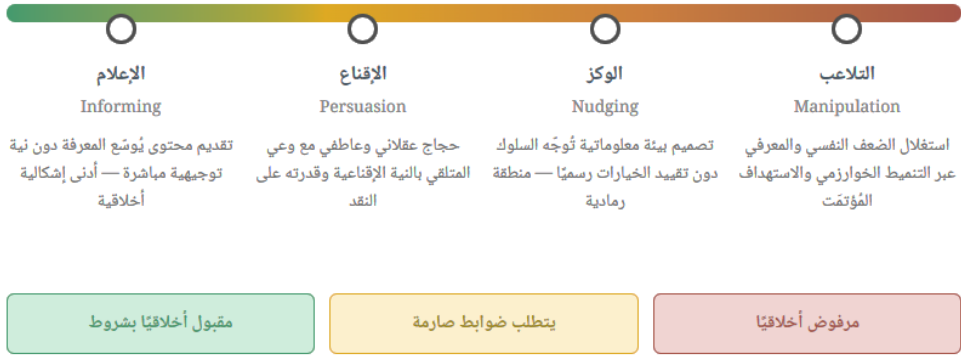 الإعلام
Informing
تقديم محتوى يُوسّع المعرفة دون نية
توجيهية مباشرة — أدنى إشكالية
أخلاقية
الإقناع
Persuasion
حجاج عقلاني وعاطفي مع وعي
المتلقي بالنية الإقناعية وقدرته على
النقد
الوكز
Nudging
تصميم بيئة معلوماتية تُوجّه السلوك
دون تقييد الخيارات رسميًا — منطقة
رمادية
التلاعب
Manipulation
استغلال الضعف النفسي والمعرفي
عبر التنميط الخوارزمي والاستهداف
المُؤتمَت
مقبول أخلاقيًا بشروط
يتطلب ضوابط صارمة
مرفوض أخلاقيًا